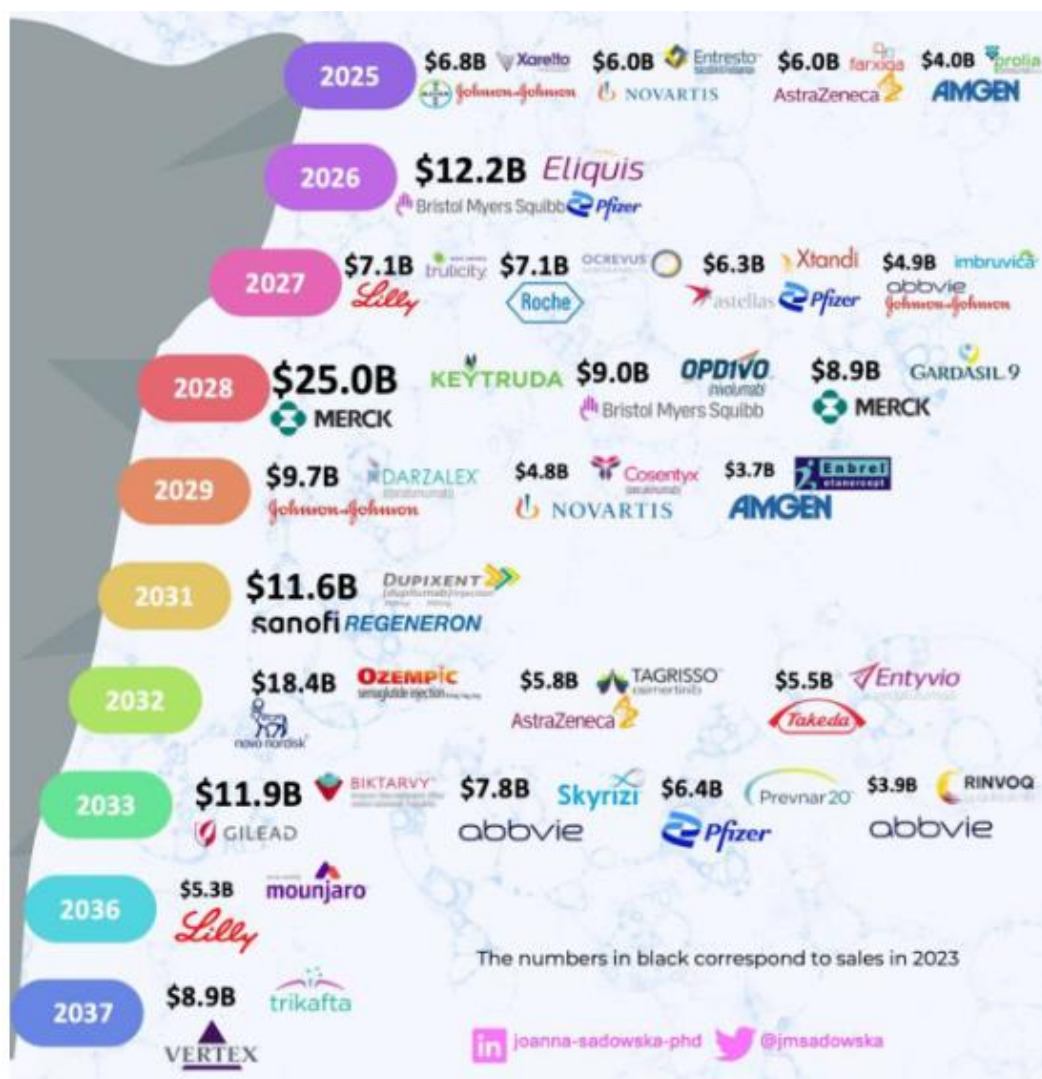 2025
$6.8B Xarelto $6.0B Entresto $6.0B farxiga $4.0B prolia
BAYER Johnson & Johnson NOVARTIS AstraZeneca AMGEN
2026
$12.2B Eliquis
Bristol Myers Squibb Pfizer
2027
$7.1B trulicity $7.1B OCREVUS $6.3B Xtandi $4.9B imbruvica
Lilly Roche astellas Pfizer abbvie
Johnson & Johnson
2028
$25.0B KEYTRUDA $9.0B OPDIVO $8.9B GARDASIL 9
(nivolumab)
MERCK Bristol Myers Squibb MERCK
2029
$9.7B DARZALEX $4.8B Cosentyx $3.7B Enbrel
(daratumumab) (secukinumab) etanercept
Johnson & Johnson NOVARTIS AMGEN
2031
$11.6B DUPIXENT
(dupilumab) injection
sanofi REGENERON
2032
$18.4B OZEMPIC $5.8B TAGRISSO $5.5B Entyvio
semaglutide injection osimertinib
novo nordisk AstraZeneca Takeda
2033
$11.9B BIKTARVY $7.8B Skyrizi $6.4B Prevnar 20 $3.9B RINVOQ
GILEAD abbvie Pfizer abbvie
2036
$5.3B mounjaro
Lilly
The numbers in black correspond to sales in 2023
2037
$8.9B trikafta
VERTEX
in joanna-sadowska-phd @jmsadowska